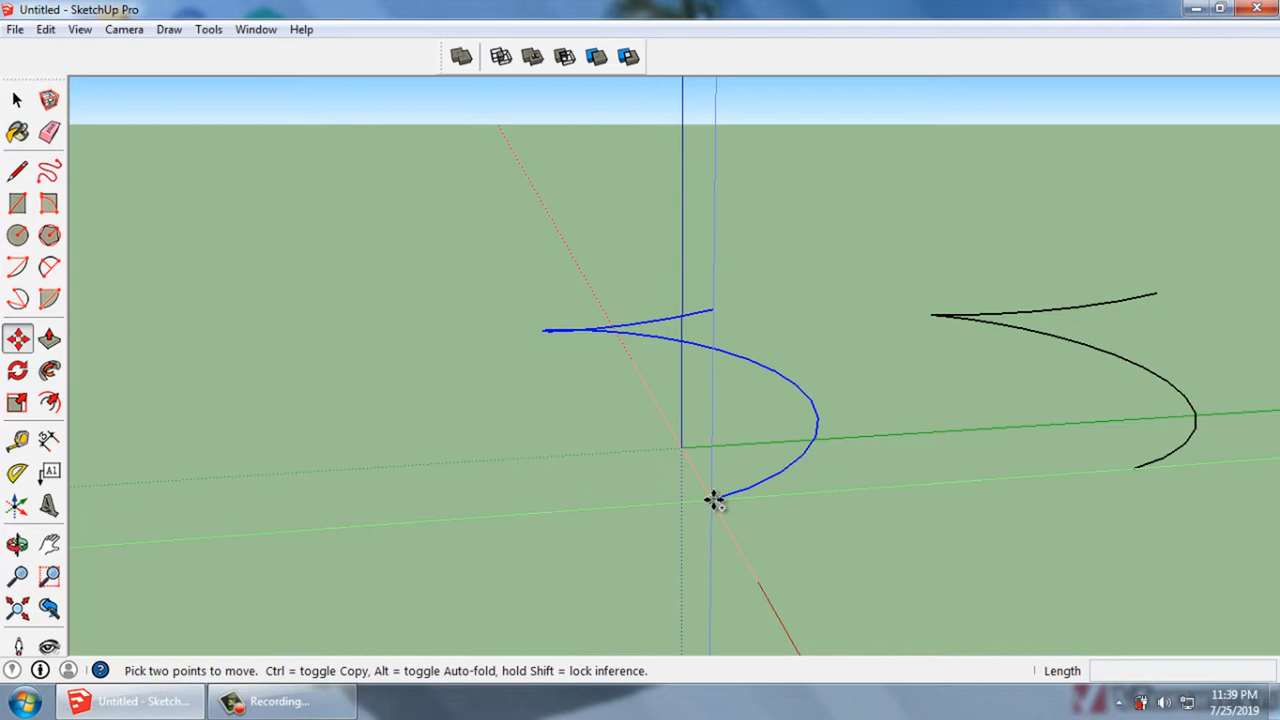 Untitled - SketchUp Pro
File Edit View Camera Draw Tools Window Help
A1
Pick two points to move. Ctrl = toggle Copy, Alt = toggle Auto-fold, hold Shift = lock inference.
Length
Untitled - Sketch...
Recording...
11:39 PM
7/25/2019